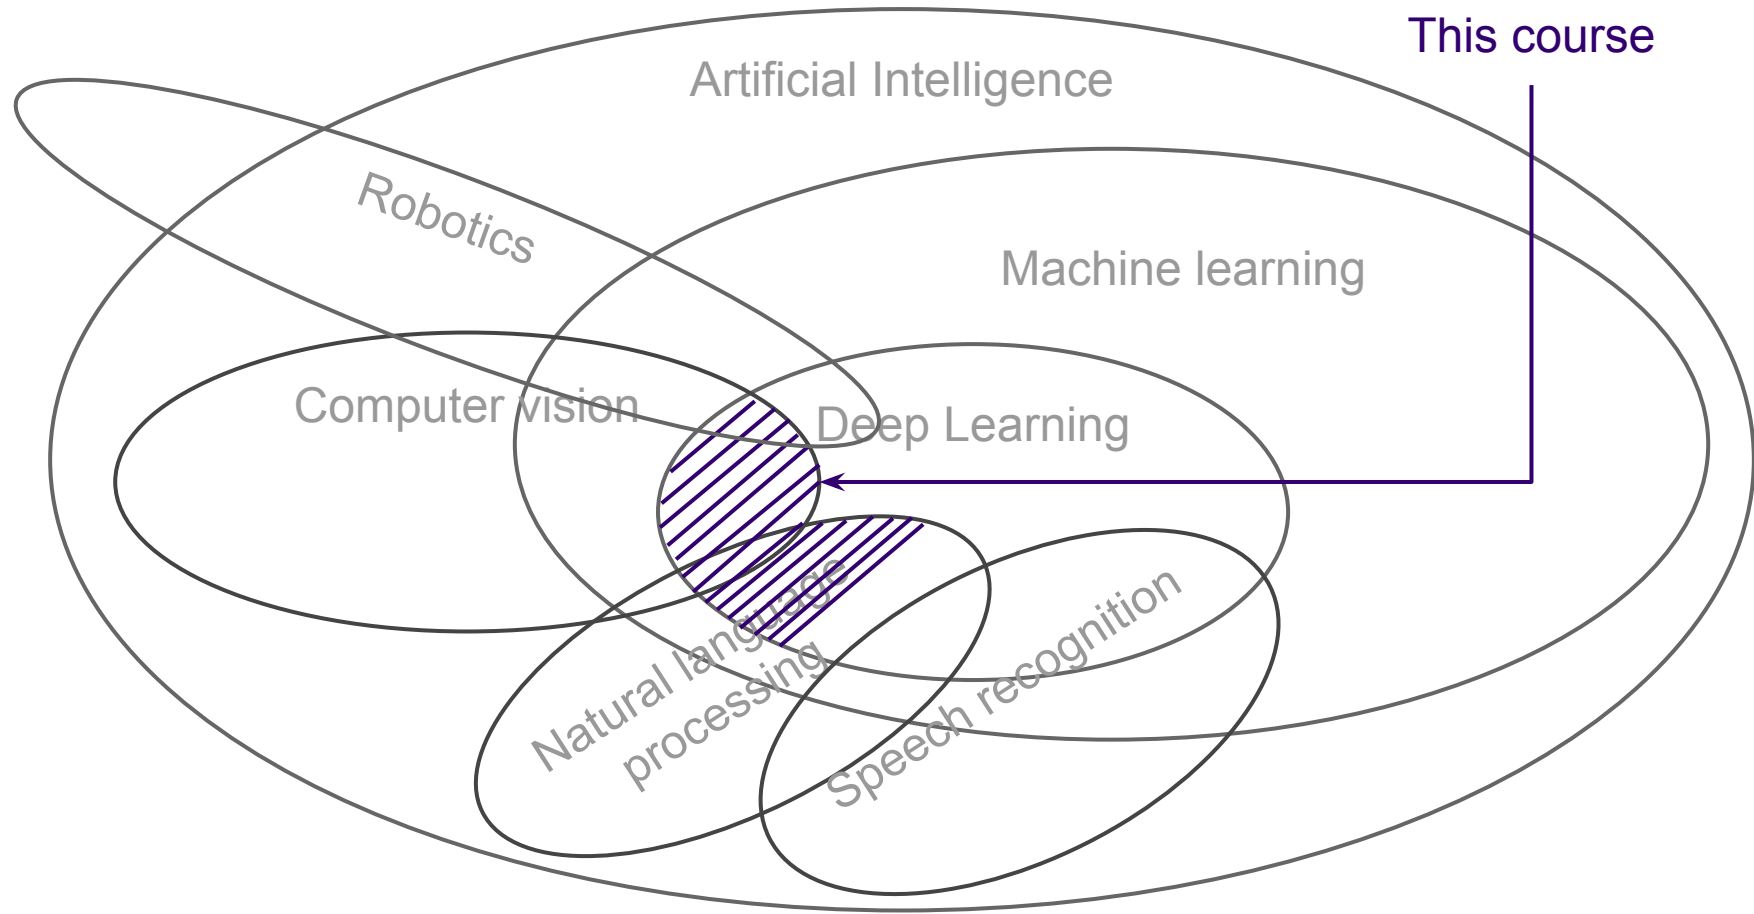 This course
Artificial Intelligence
Robotics
Machine learning
Computer vision
Deep Learning
Natural language
processing
Speech recognition